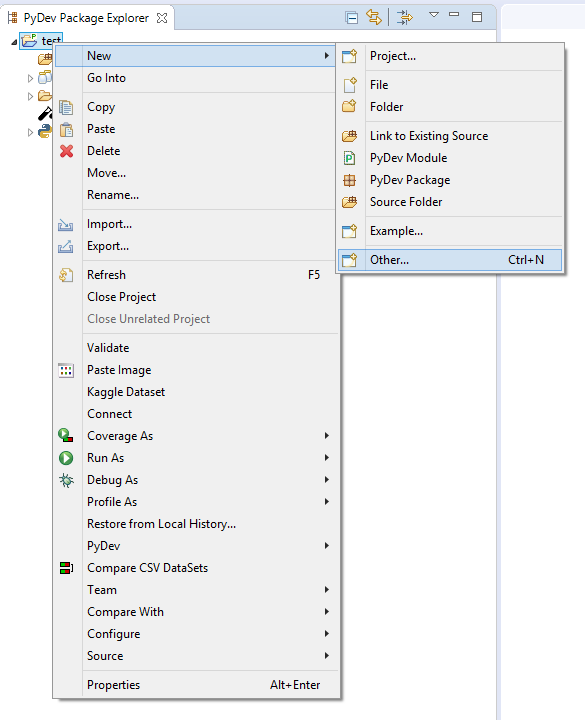 PyDev Package Explorer
test
New
Go Into
Copy
Paste
Delete
Move...
Rename...
Import...
Export...
Refresh F5
Close Project
Close Unrelated Project
Validate
Paste Image
Kaggle Dataset
Connect
Coverage As
Run As
Debug As
Profile As
Restore from Local History...
PyDev
Compare CSV DataSets
Team
Compare With
Configure
Source
Properties Alt+Enter
Project...
File
Folder
Link to Existing Source
PyDev Module
PyDev Package
Source Folder
Example...
Other... Ctrl+N